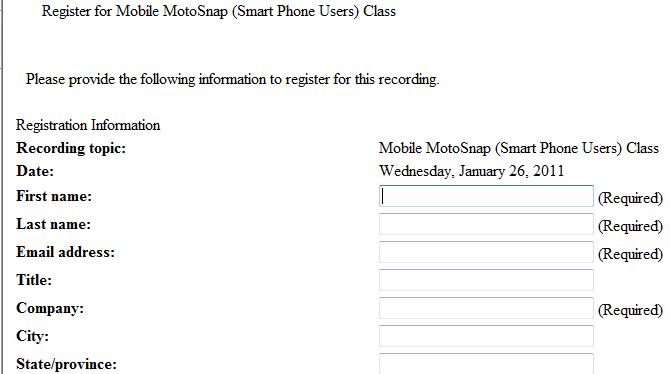 Register for Mobile MotoSnap (Smart Phone Users) Class
Please provide the following information to register for this recording.
Registration Information
Recording topic: Mobile MotoSnap (Smart Phone Users) Class
Date: Wednesday, January 26, 2011
First name: (Required)
Last name: (Required)
Email address: (Required)
Title:
Company: (Required)
City:
State/province: